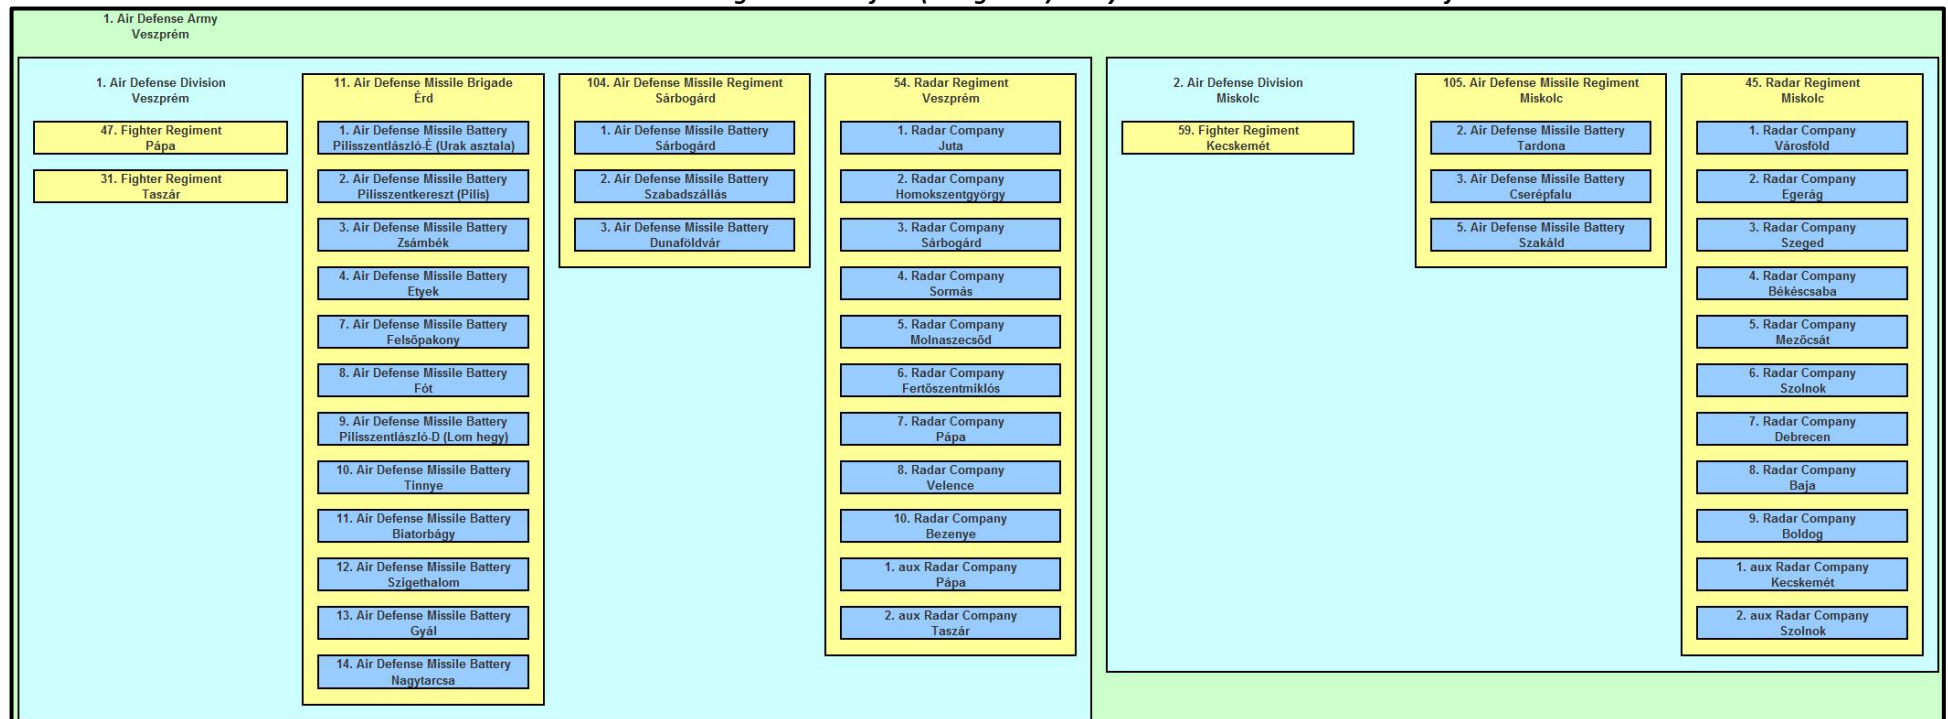 1. Air Defense Army
Veszprém
1. Air Defense Division
Veszprém
47. Fighter Regiment
Pápa
31. Fighter Regiment
Taszár
11. Air Defense Missile Brigade
Érd
1. Air Defense Missile Battery
Pilisszentlászló-É (Urak asztala)
2. Air Defense Missile Battery
Pilisszentkereszt (Pilis)
3. Air Defense Missile Battery
Zsámbék
4. Air Defense Missile Battery
Etyek
7. Air Defense Missile Battery
Felsőpakony
8. Air Defense Missile Battery
Fót
9. Air Defense Missile Battery
Pilisszentlászló-D (Lom hegy)
10. Air Defense Missile Battery
Tinnye
11. Air Defense Missile Battery
Biatorbágy
12. Air Defense Missile Battery
Szigethalom
13. Air Defense Missile Battery
Gyál
14. Air Defense Missile Battery
Nagytarcsa
104. Air Defense Missile Regiment
Sárbogárd
1. Air Defense Missile Battery
Sárbogárd
2. Air Defense Missile Battery
Szabadszállás
3. Air Defense Missile Battery
Dunaföldvár
54. Radar Regiment
Veszprém
1. Radar Company
Juta
2. Radar Company
Homokszentgyörgy
3. Radar Company
Sárbogárd
4. Radar Company
Sormás
5. Radar Company
Molnaszecsőd
6. Radar Company
Fertőszentmiklós
7. Radar Company
Pápa
8. Radar Company
Velence
10. Radar Company
Bezenye
1. aux Radar Company
Pápa
2. aux Radar Company
Taszár
2. Air Defense Division
Miskolc
59. Fighter Regiment
Kecskemét
105. Air Defense Missile Regiment
Miskolc
2. Air Defense Missile Battery
Tardona
3. Air Defense Missile Battery
Cserépfalu
5. Air Defense Missile Battery
Szakáld
45. Radar Regiment
Miskolc
1. Radar Company
Városföld
2. Radar Company
Egerág
3. Radar Company
Szeged
4. Radar Company
Békéscsaba
5. Radar Company
Mezőcsát
6. Radar Company
Szolnok
7. Radar Company
Debrecen
8. Radar Company
Baja
9. Radar Company
Boldog
1. aux Radar Company
Kecskemét
2. aux Radar Company
Szolnok